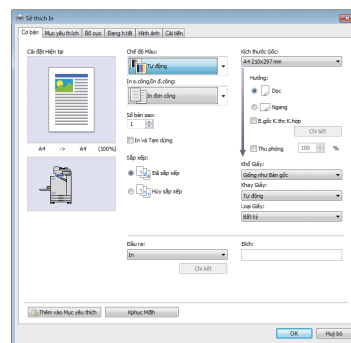 Sở thích In
Cơ bản
Mục yêu thích
Bố cục
Đang h.tất
Hình ảnh
Cải tiến
Cài đặt Hiện tại
A4 -> A4 (100%)
Chế độ Màu:
Tự động
In s.công,In đ.công:
In đơn công
Số bản sao:
1
In và Tạm dừng
Sắp xếp:
Đã sắp xếp
Hủy sắp xếp
Đầu ra:
In
Chi tiết
Kích thước Gốc:
A4 210x297 mm
Hướng:
Dọc
Ngang
B.gốc K.thc K.hợp
Chi tiết
Thu phóng 100 %
Khổ Giấy:
Giống như Bản gốc
Khay Giấy:
Tự động
Loại Giấy:
Bất kỳ
Đích:
Thêm vào Mục yêu thích
Kphục Mđịh
OK
Huỷ bỏ